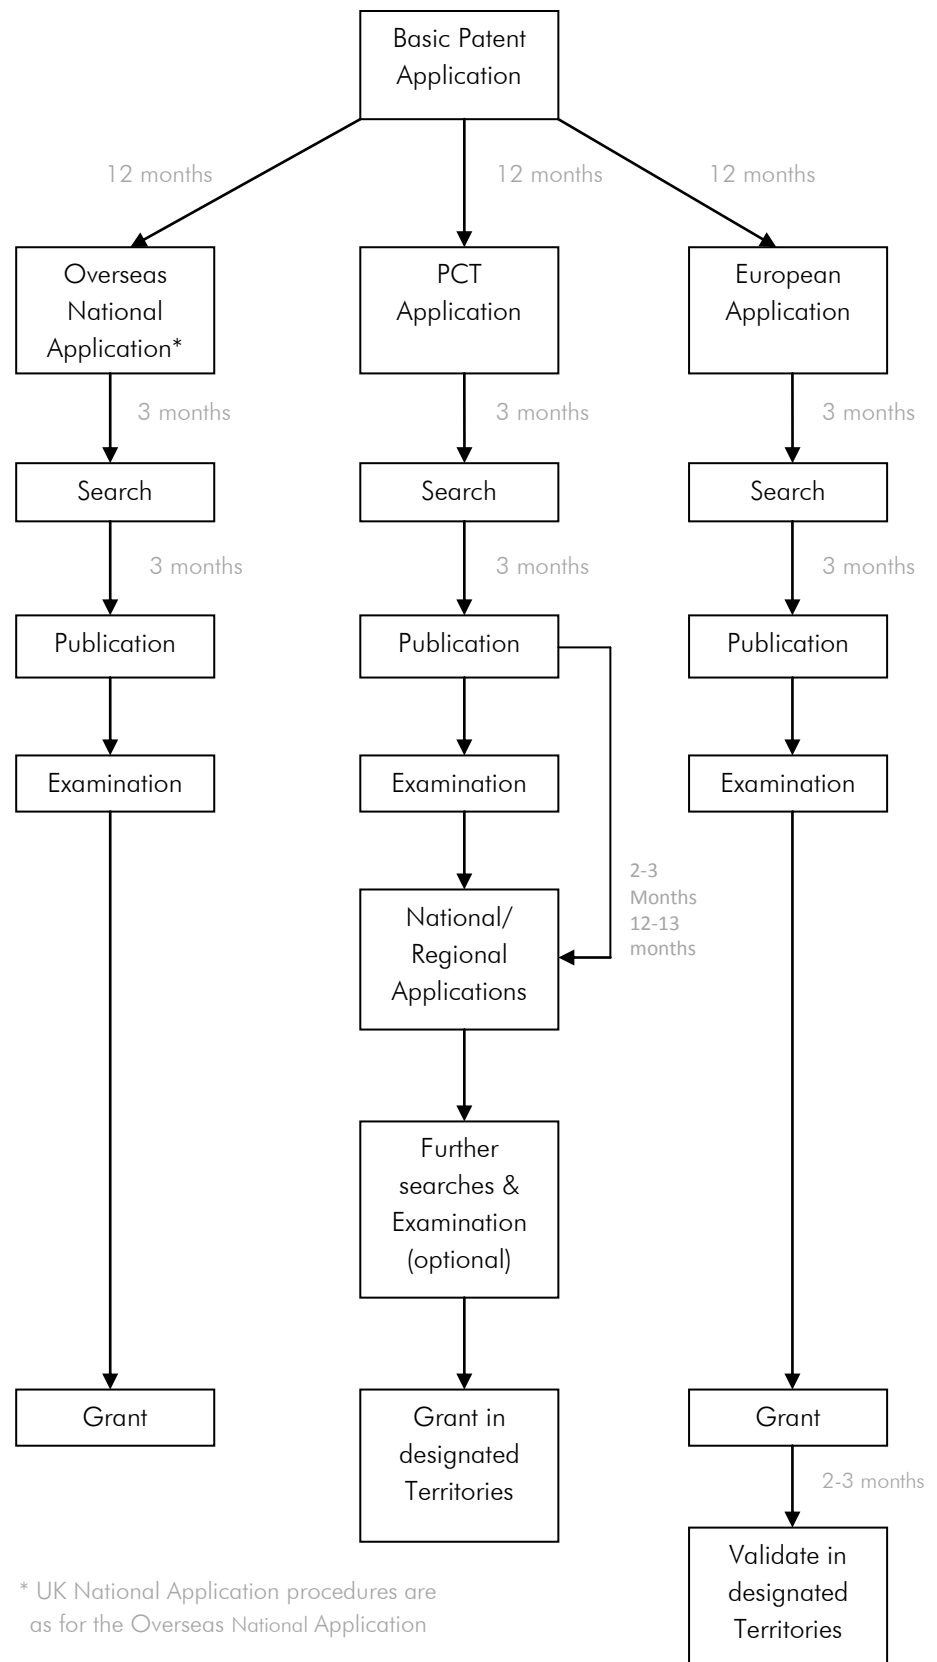 Basic Patent
Application
12 months
12 months
12 months
Overseas
National
Application*
PCT
Application
European
Application
3 months
3 months
3 months
Search
Search
Search
3 months
3 months
3 months
Publication
Publication
Publication
Examination
Examination
Examination
2-3
Months
12-13
months
National/
Regional
Applications
Further
searches &
Examination
(optional)
Grant
Grant in
designated
Territories
Grant
2-3 months
Validate in
designated
Territories
* UK National Application procedures are
as for the Overseas National Application